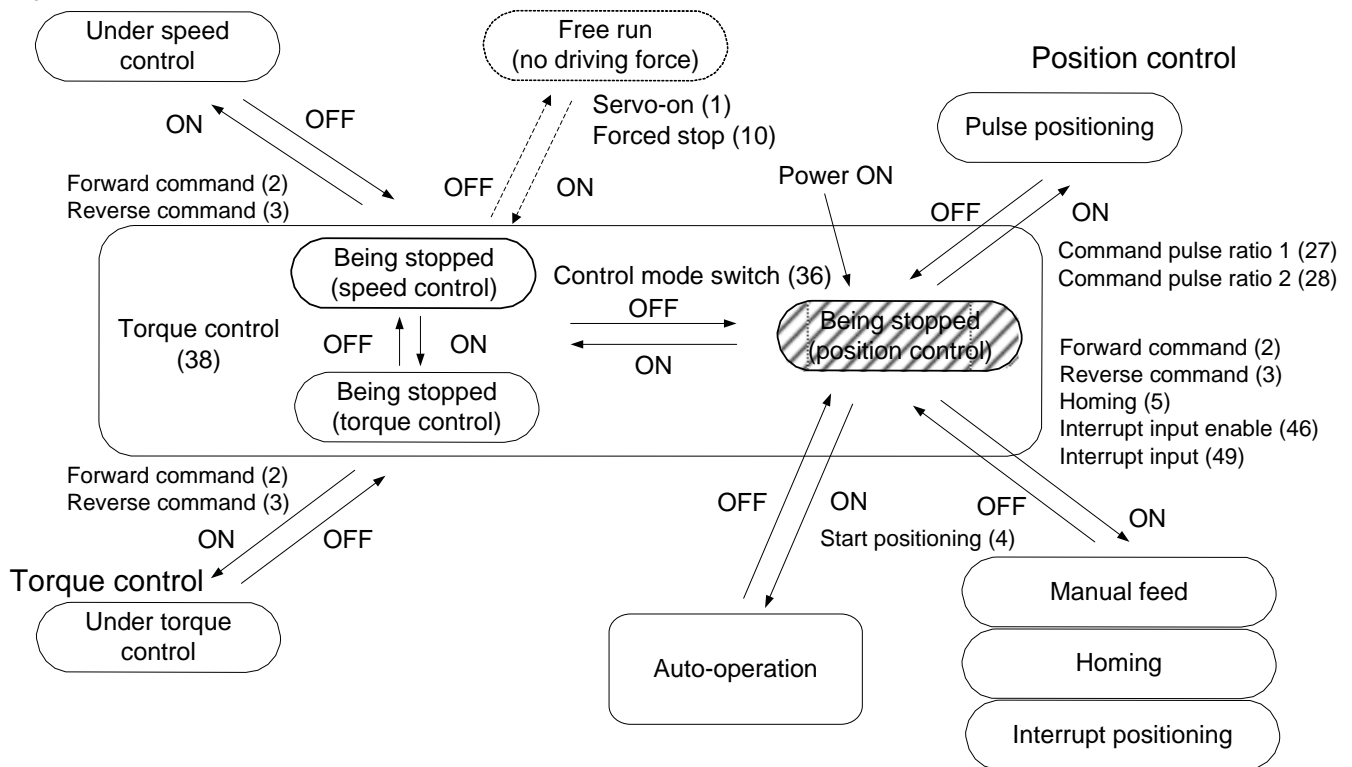 Under speed
control
Free run
(no driving force)
Position control
Servo-on (1)
Forced stop (10)
Pulse positioning
ON
OFF
Forward command (2)
Reverse command (3)
OFF
ON
Power ON
OFF
ON
Command pulse ratio 1 (27)
Command pulse ratio 2 (28)
Being stopped
(speed control)
Control mode switch (36)
OFF
ON
Torque control
(38)
OFF
ON
Being stopped
(position control)
Being stopped
(torque control)
Forward command (2)
Reverse command (3)
Homing (5)
Interrupt input enable (46)
Interrupt input (49)
Forward command (2)
Reverse command (3)
ON
OFF
OFF
ON
Start positioning (4)
OFF
ON
Torque control
Under torque
control
Auto-operation
Manual feed
Homing
Interrupt positioning